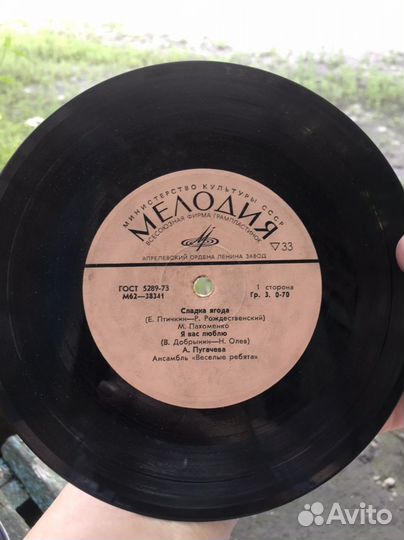 МИНИСТЕРСТВО КУЛЬТУРЫ СССР
МЕЛОДИЯ
ВСЕСОЮЗНАЯ ФИРМА ГРАМПЛАСТИНОК
33
АПРЕЛЕВСКИЙ ОРДЕНА ЛЕНИНА ЗАВОД
ГОСТ 5289-73
М62—38341
1 сторона
Гр. 3. 0-70
Сладка ягода
(Е. Птичкин—Р. Рождественский)
М. Пахоменко
Я вас люблю
(В. Добрыкин—Н. Олев)
А. Пугачева
Ансамбль «Веселые ребята»
Avito